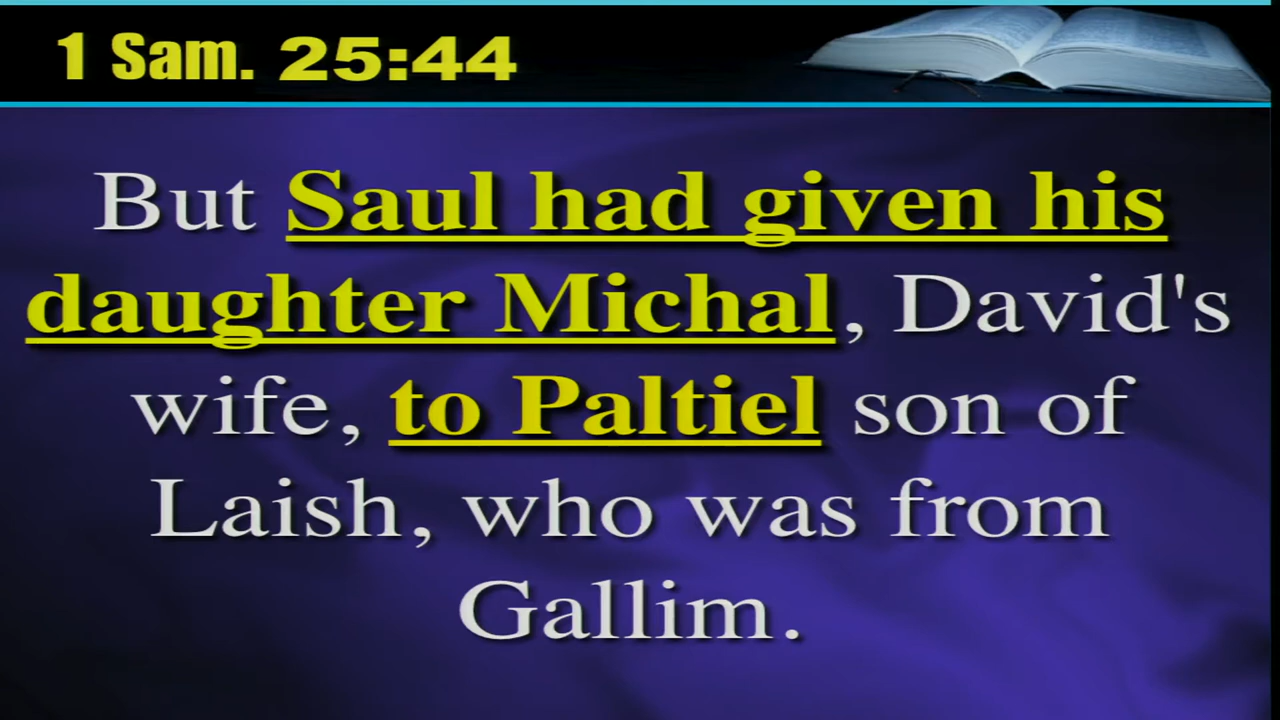 1 Sam. 25:44
But Saul had given his
daughter Michal, David's
wife, to Paltiel son of
Laish, who was from
Gallim.